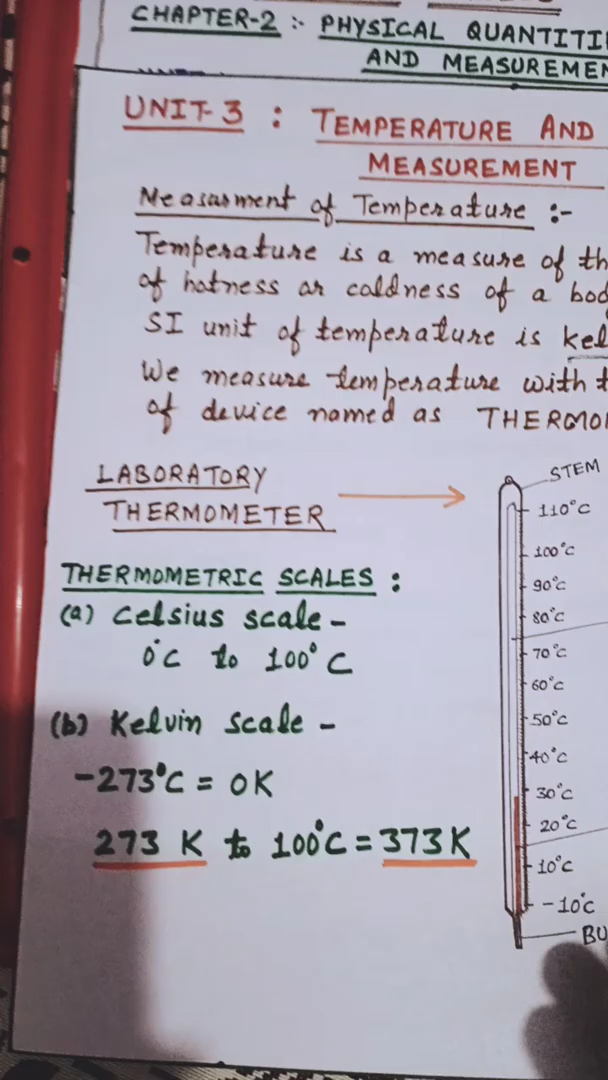 CHAPTER-2 :- PHYSICAL QUANTITI
AND MEASUREMEN
UNIT-3 : TEMPERATURE AND
MEASUREMENT
Measarment of Temperature :-
Temperature is a measure of th
of hotness or coldness of a bod
SI unit of temperature is kel
We measure temperature with t
of device named as THERMO
LABORATORY
THERMOMETER
STEM
110°C
100°C
90°C
80°C
70°C
60°C
50°C
40°C
30°C
20°C
10°C
-10°C
BU
THERMOMETRIC SCALES :
(a) Celsius scale -
0°C to 100°C
(b) Kelvin scale -
-273°C = 0K
273 K to 100°C = 373K